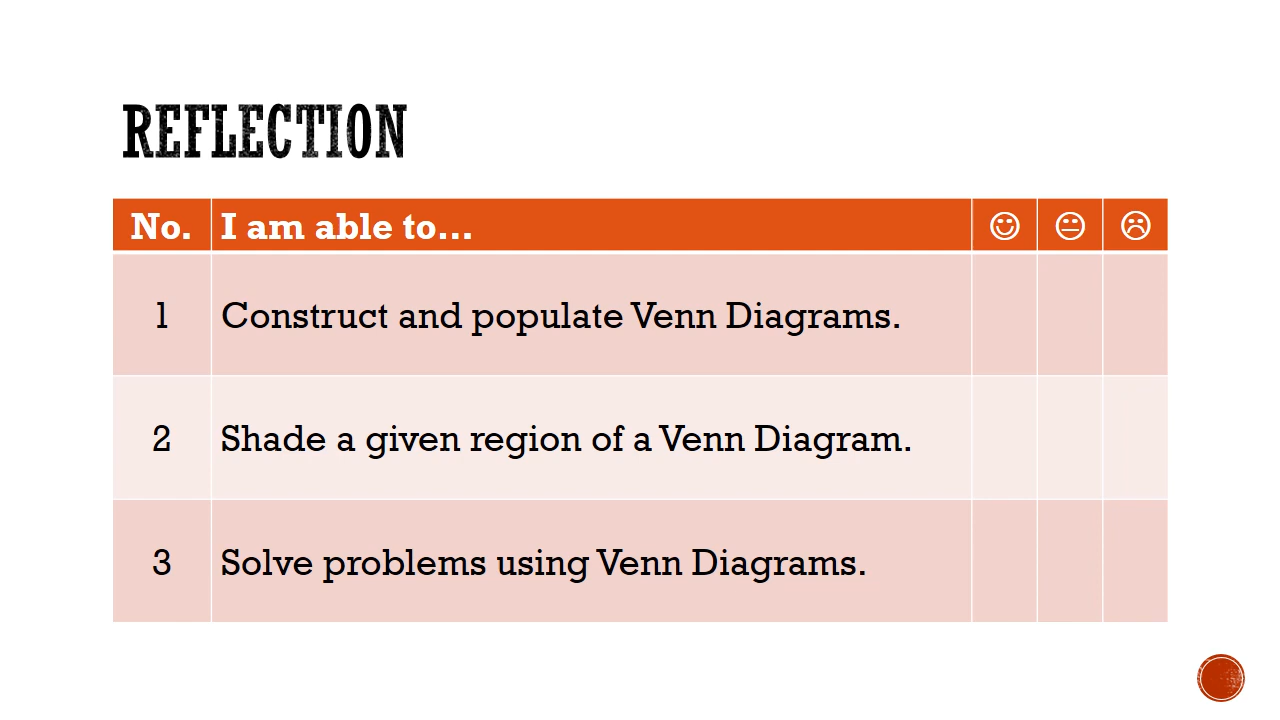 REFLECTION
No. I am able to... ☺ 😐 ☹
1 Construct and populate Venn Diagrams.
2 Shade a given region of a Venn Diagram.
3 Solve problems using Venn Diagrams.